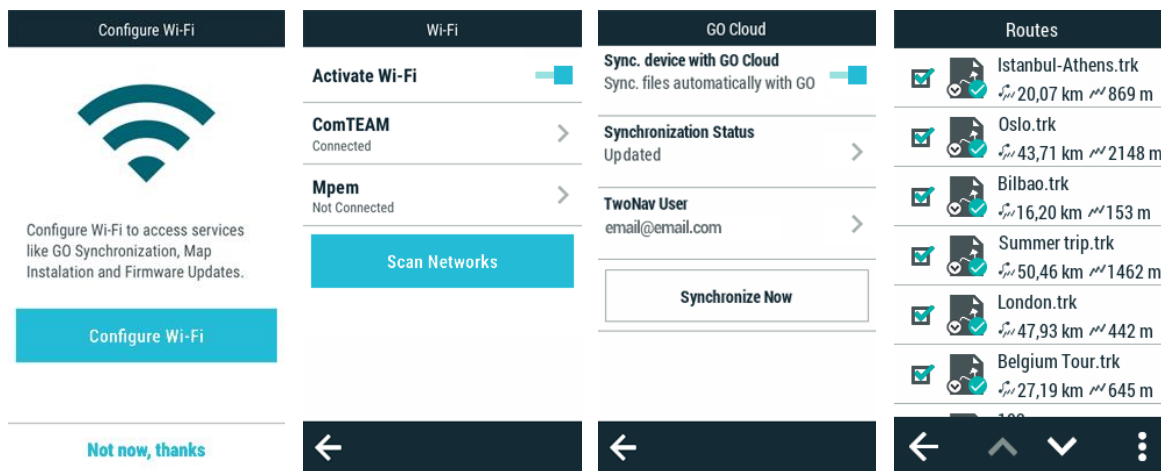 Configure Wi-Fi
Configure Wi-Fi to access services
like GO Synchronization, Map
Instalation and Firmware Updates.
Configure Wi-Fi
Not now, thanks
Wi-Fi
Activate Wi-Fi
ComTEAM
Connected
Mpem
Not Connected
Scan Networks
GO Cloud
Sync. device with GO Cloud
Sync. files automatically with GO
Synchronization Status
Updated
TwoNav User
email@email.com
Synchronize Now
Routes
Istanbul-Athens.trk
20,07 km 869 m
Oslo.trk
43,71 km 2148 m
Bilbao.trk
16,20 km 153 m
Summer trip.trk
50,46 km 1462 m
London.trk
47,93 km 442 m
Belgium Tour.trk
27,19 km 645 m